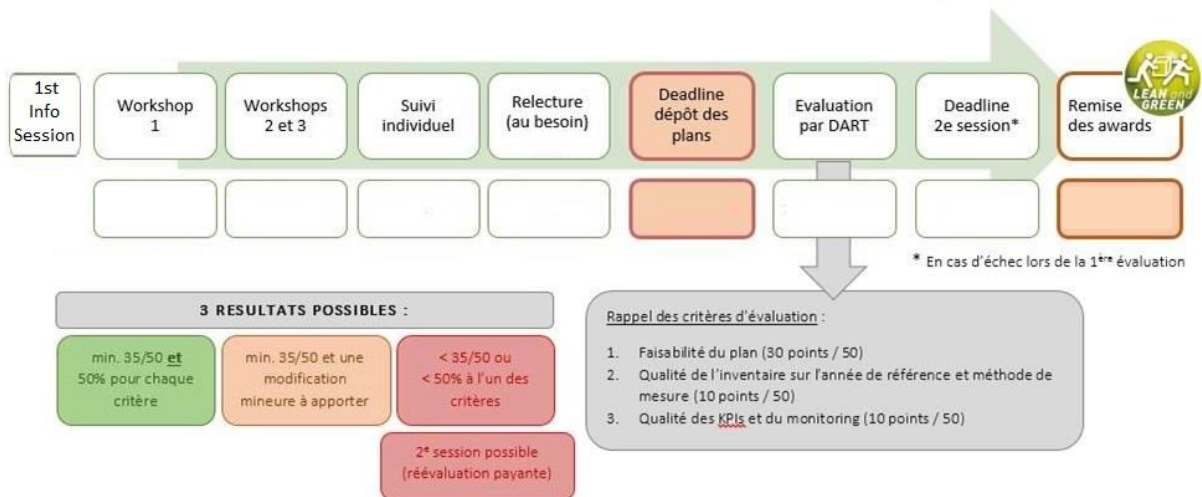 1st
Info
Session
Workshop
1
Workshops
2 et 3
Suivi
individuel
Relecture
(au besoin)
Deadline
dépôt des
plans
Evaluation
par DART
Deadline
2e session*
Remise
des awards
LEAN and
GREEN
* En cas d'échec lors de la 1ère évaluation
3 RESULTATS POSSIBLES :
min. 35/50 et
50% pour chaque
critère
min. 35/50 et une
modification
mineure à apporter
< 35/50 ou
< 50% à l'un des
critères
2e session possible
(réévaluation payante)
Rappel des critères d'évaluation :
1. Faisabilité du plan (30 points / 50)
2. Qualité de l'inventaire sur l'année de référence et méthode de
mesure (10 points / 50)
3. Qualité des KPIs et du monitoring (10 points / 50)